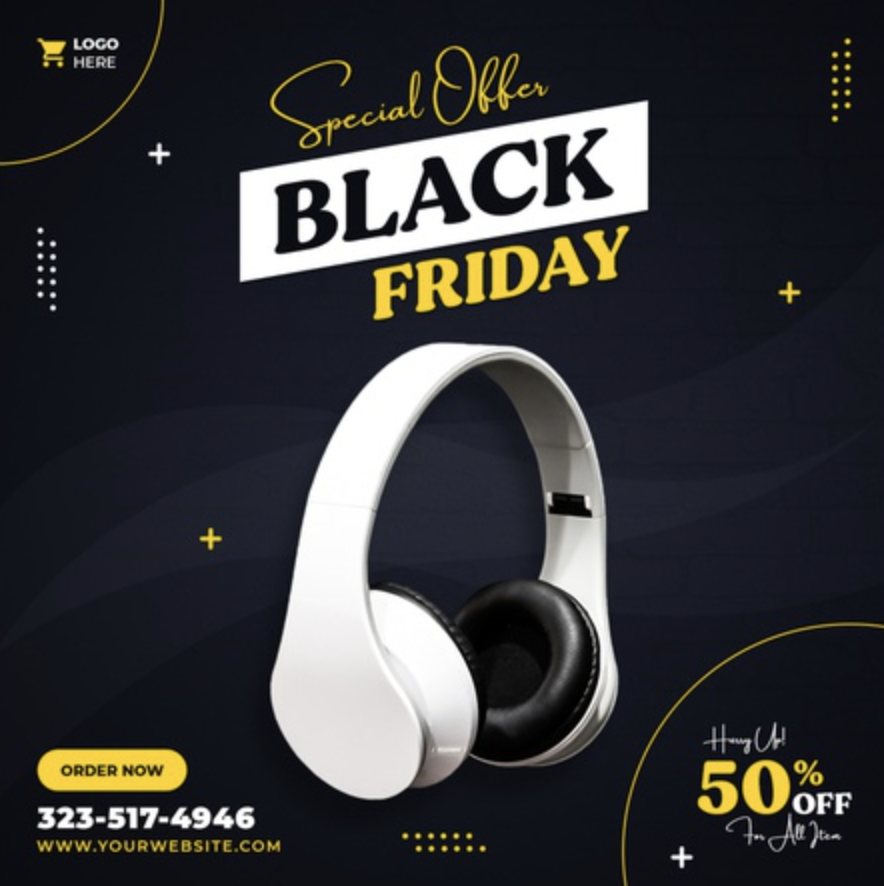 LOGO
HERE
Special Offer
BLACK
FRIDAY
ORDER NOW
323-517-4946
WWW.YOURWEBSITE.COM
Hurry Up!
50%
OFF
For All Item